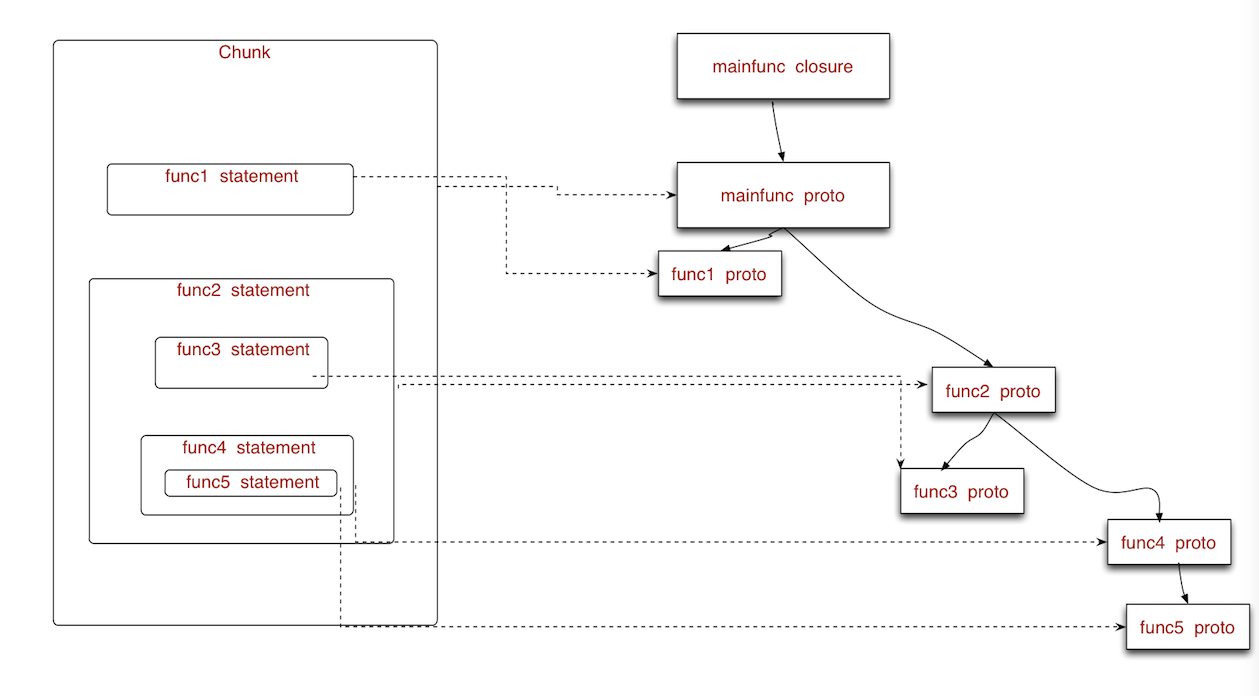 Chunk
mainfunc closure
func1 statement
mainfunc proto
func1 proto
func2 statement
func3 statement
func2 proto
func4 statement
func5 statement
func3 proto
func4 proto
func5 proto